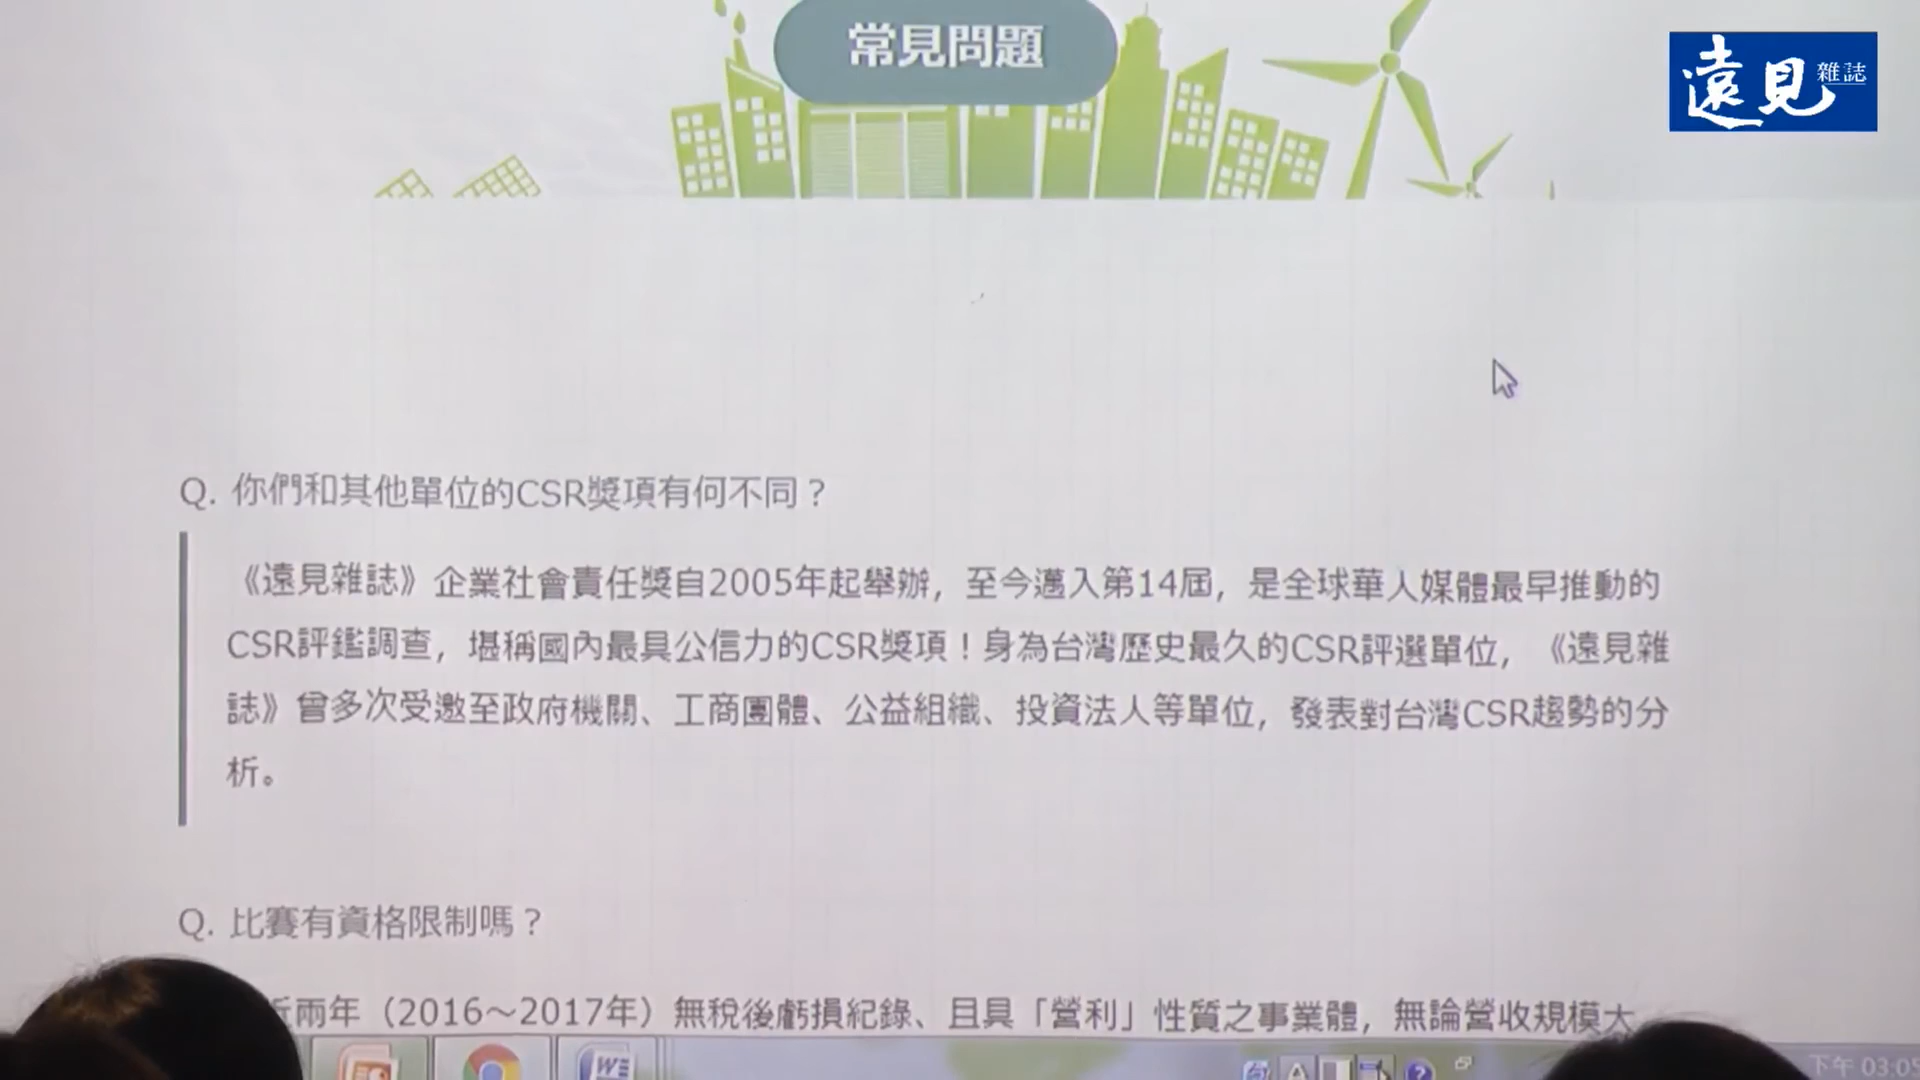 常見問題
遠見雜誌
Q. 你們和其他單位的CSR獎項有何不同？
《遠見雜誌》企業社會責任獎自2005年起舉辦，至今邁入第14屆，是全球華人媒體最早推動的
CSR評鑑調查，堪稱國內最具公信力的CSR獎項！身為台灣歷史最久的CSR評選單位，《遠見雜
誌》曾多次受邀至政府機關、工商團體、公益組織、投資法人等單位，發表對台灣CSR趨勢的分
析。
Q. 比賽有資格限制嗎？
近兩年（2016～2017年）無稅後虧損紀錄、且具「營利」性質之事業體，無論營收規模大
下午 03:05